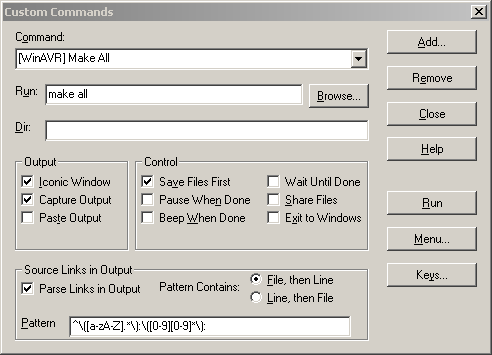 Custom Commands
Command:
[WinAVR] Make All
Add...
Run: make all
Browse...
Remove
Dir:
Close
Help
Output
Iconic Window
Capture Output
Paste Output
Control
Save Files First
Pause When Done
Beep When Done
Wait Until Done
Share Files
Exit to Windows
Run
Menu...
Keys...
Source Links in Output
Parse Links in Output
Pattern Contains:
File, then Line
Line, then File
Pattern ^\([a-zA-Z].*\):\([0-9][0-9]*\):